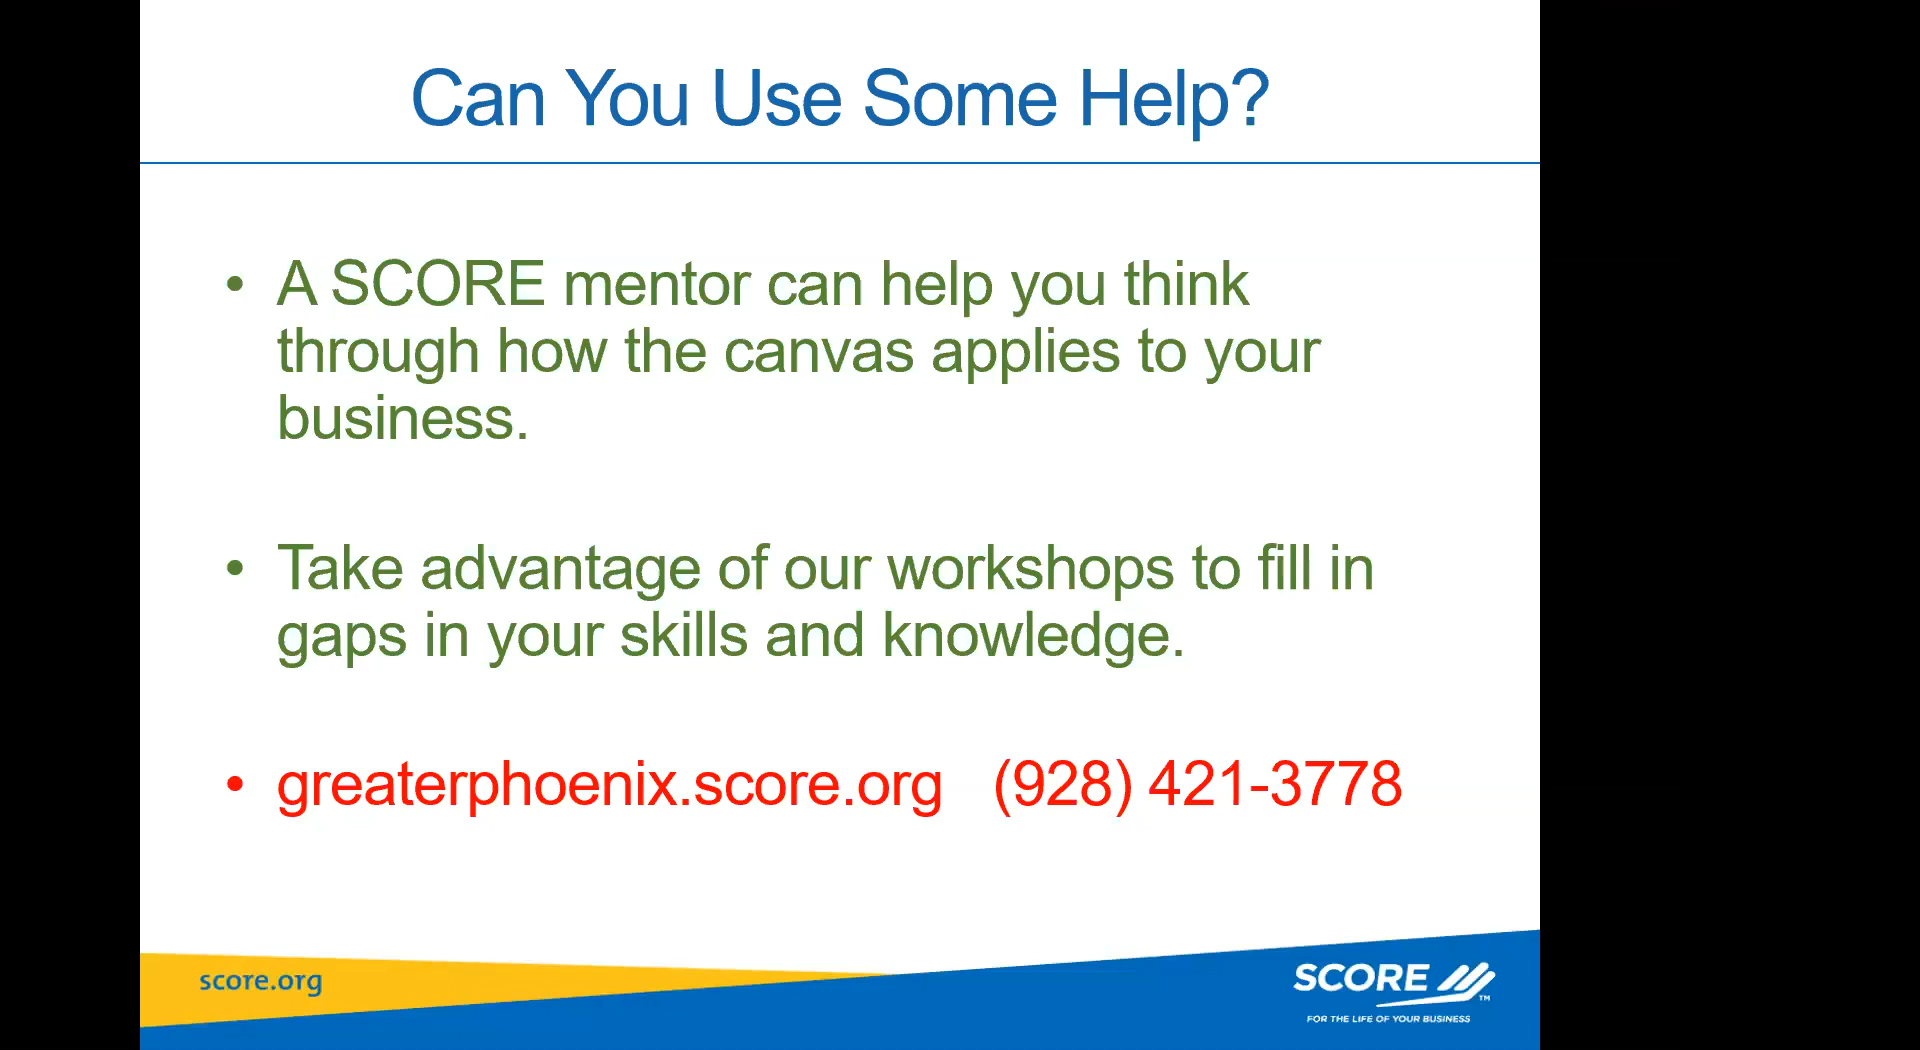 Can You Use Some Help?
• A SCORE mentor can help you think
through how the canvas applies to your
business.
• Take advantage of our workshops to fill in
gaps in your skills and knowledge.
• greaterphoenix.score.org (928) 421-3778
score.org
SCORE
TM
FOR THE LIFE OF YOUR BUSINESS